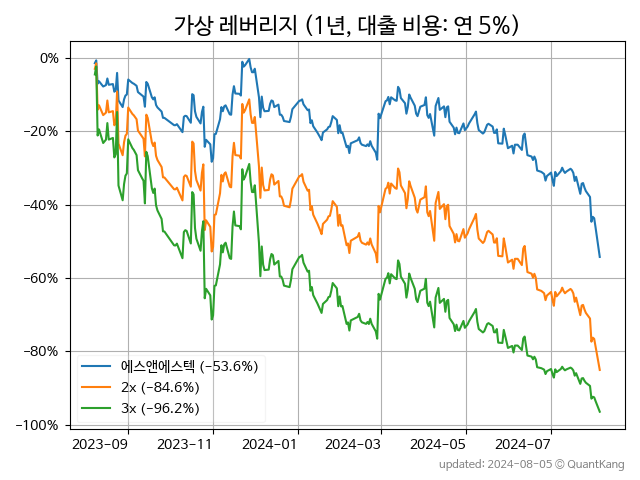 가상 레버리지 (1년, 대출 비용: 연 5%)
0%
−20%
−40%
−60%
−80%
−100%
에스앤에스텍 (−53.6%)
2x (−84.6%)
3x (−96.2%)
2023-09
2023-11
2024-01
2024-03
2024-05
2024-07
updated: 2024-08-05 © QuantKang